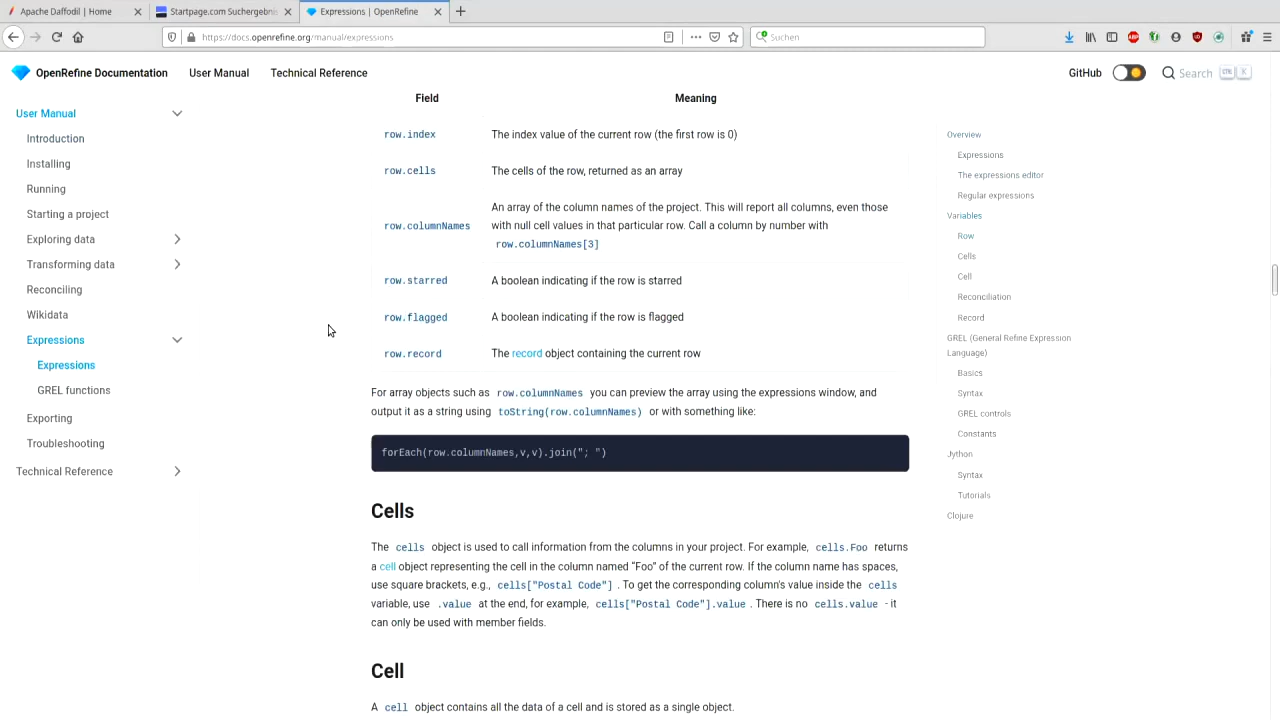 Apache Daffodil | Home
Startpage.com Suchergebnis
Expressions | OpenRefine
https://docs.openrefine.org/manual/expressions
Suchen
OpenRefine Documentation
User Manual
Technical Reference
GitHub
Search
CTRL
K
User Manual
Introduction
Installing
Running
Starting a project
Exploring data
Transforming data
Reconciling
Wikidata
Expressions
Expressions
GREL functions
Exporting
Troubleshooting
Technical Reference
Field Meaning
row.index The index value of the current row (the first row is 0)
row.cells The cells of the row, returned as an array
An array of the column names of the project. This will report all columns, even those
row.columnNames with null cell values in that particular row. Call a column by number with
row.columnNames[3]
row.starred A boolean indicating if the row is starred
row.flagged A boolean indicating if the row is flagged
row.record The record object containing the current row
For array objects such as row.columnNames you can preview the array using the expressions window, and
output it as a string using toString(row.columnNames) or with something like:
forEach(row.columnNames,v,v).join("; ")
Cells
The cells object is used to call information from the columns in your project. For example, cells.Foo returns
a cell object representing the cell in the column named “Foo” of the current row. If the column name has spaces,
use square brackets, e.g., cells["Postal Code"]. To get the corresponding column's value inside the cells
variable, use .value at the end, for example, cells["Postal Code"].value. There is no cells.value - it
can only be used with member fields.
Cell
A cell object contains all the data of a cell and is stored as a single object.
Overview
Expressions
The expressions editor
Regular expressions
Variables
Row
Cells
Cell
Reconciliation
Record
GREL (General Refine Expression
Language)
Basics
Syntax
GREL controls
Constants
Jython
Syntax
Tutorials
Clojure